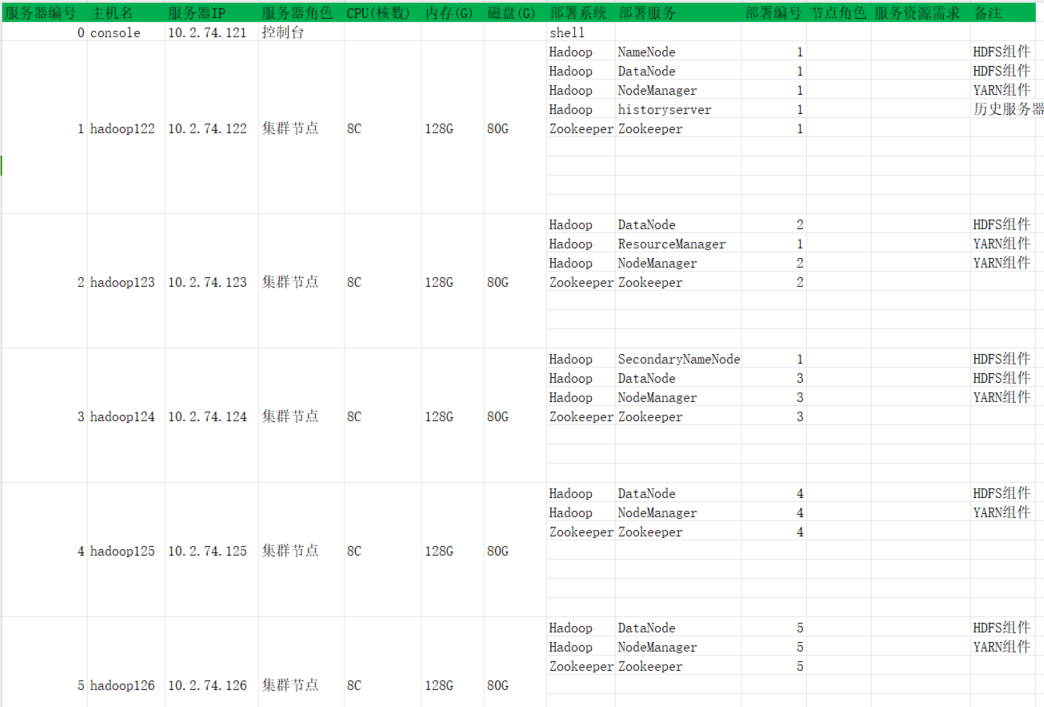 服务器编号 主机名 服务器IP 服务器角色 CPU(核数) 内存(G) 磁盘(G) 部署系统 部署服务 部署编号 节点角色 服务资源需求 备注
0 console 10.2.74.121 控制台 shell
Hadoop NameNode 1 HDFS组件
Hadoop DataNode 1 HDFS组件
Hadoop NodeManager 1 YARN组件
Hadoop historyserver 1 历史服务器
1 hadoop122 10.2.74.122 集群节点 8C 128G 80G Zookeeper Zookeeper 1
Hadoop DataNode 2 HDFS组件
Hadoop ResourceManager 1 YARN组件
Hadoop NodeManager 2 YARN组件
2 hadoop123 10.2.74.123 集群节点 8C 128G 80G Zookeeper Zookeeper 2
Hadoop SecondaryNameNode 1 HDFS组件
Hadoop DataNode 3 HDFS组件
Hadoop NodeManager 3 YARN组件
3 hadoop124 10.2.74.124 集群节点 8C 128G 80G Zookeeper Zookeeper 3
Hadoop DataNode 4 HDFS组件
Hadoop NodeManager 4 YARN组件
Zookeeper Zookeeper 4
4 hadoop125 10.2.74.125 集群节点 8C 128G 80G
Hadoop DataNode 5 HDFS组件
Hadoop NodeManager 5 YARN组件
Zookeeper Zookeeper 5
5 hadoop126 10.2.74.126 集群节点 8C 128G 80G